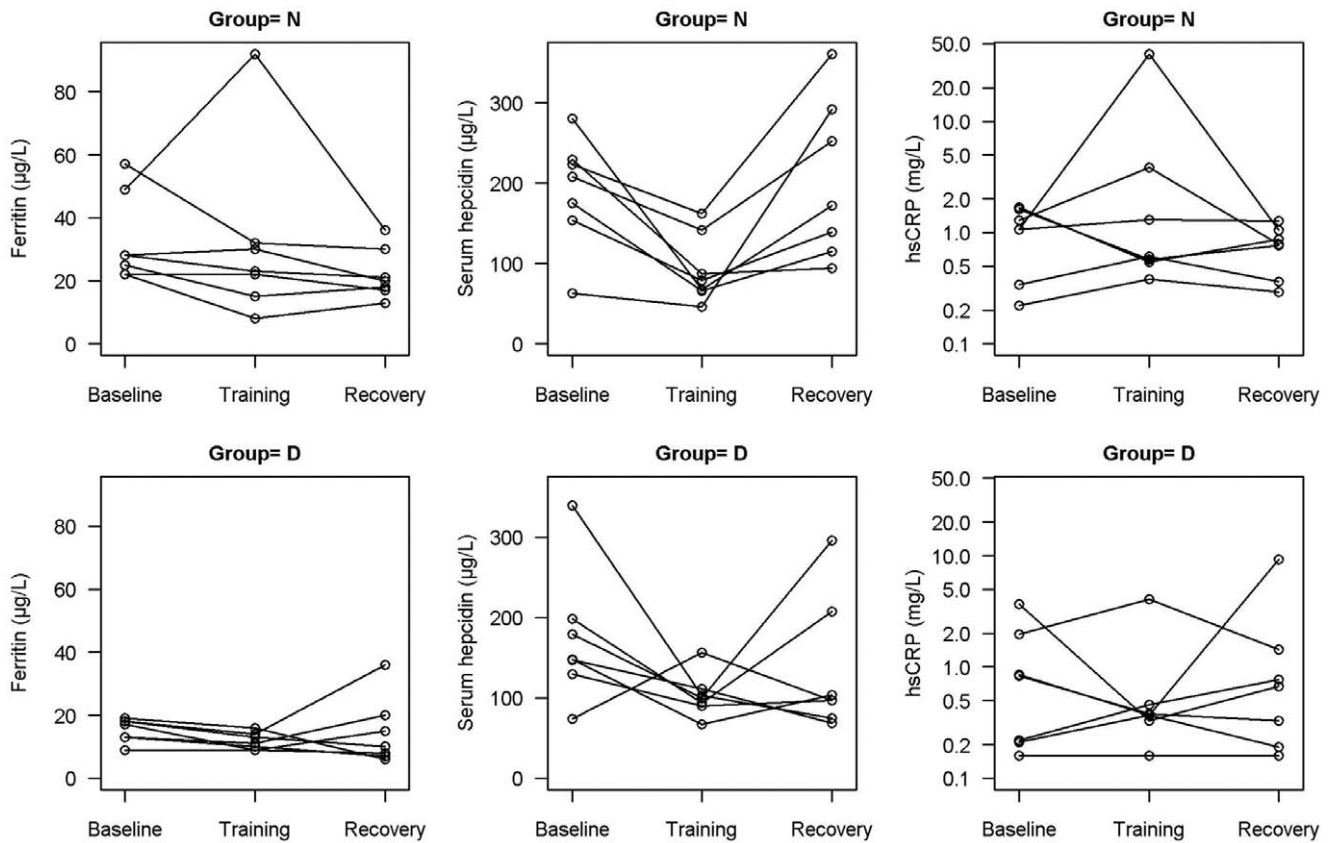 Group= N
Ferritin (µg/L)
80
60
40
20
0
Baseline Training Recovery
Group= N
Serum hepcidin (µg/L)
300
200
100
0
Baseline Training Recovery
Group= N
hsCRP (mg/L)
50.0
20.0
10.0
5.0
2.0
1.0
0.5
0.2
0.1
Baseline Training Recovery
Group= D
Ferritin (µg/L)
80
60
40
20
0
Baseline Training Recovery
Group= D
Serum hepcidin (µg/L)
300
200
100
0
Baseline Training Recovery
Group= D
hsCRP (mg/L)
50.0
20.0
10.0
5.0
2.0
1.0
0.5
0.2
0.1
Baseline Training Recovery